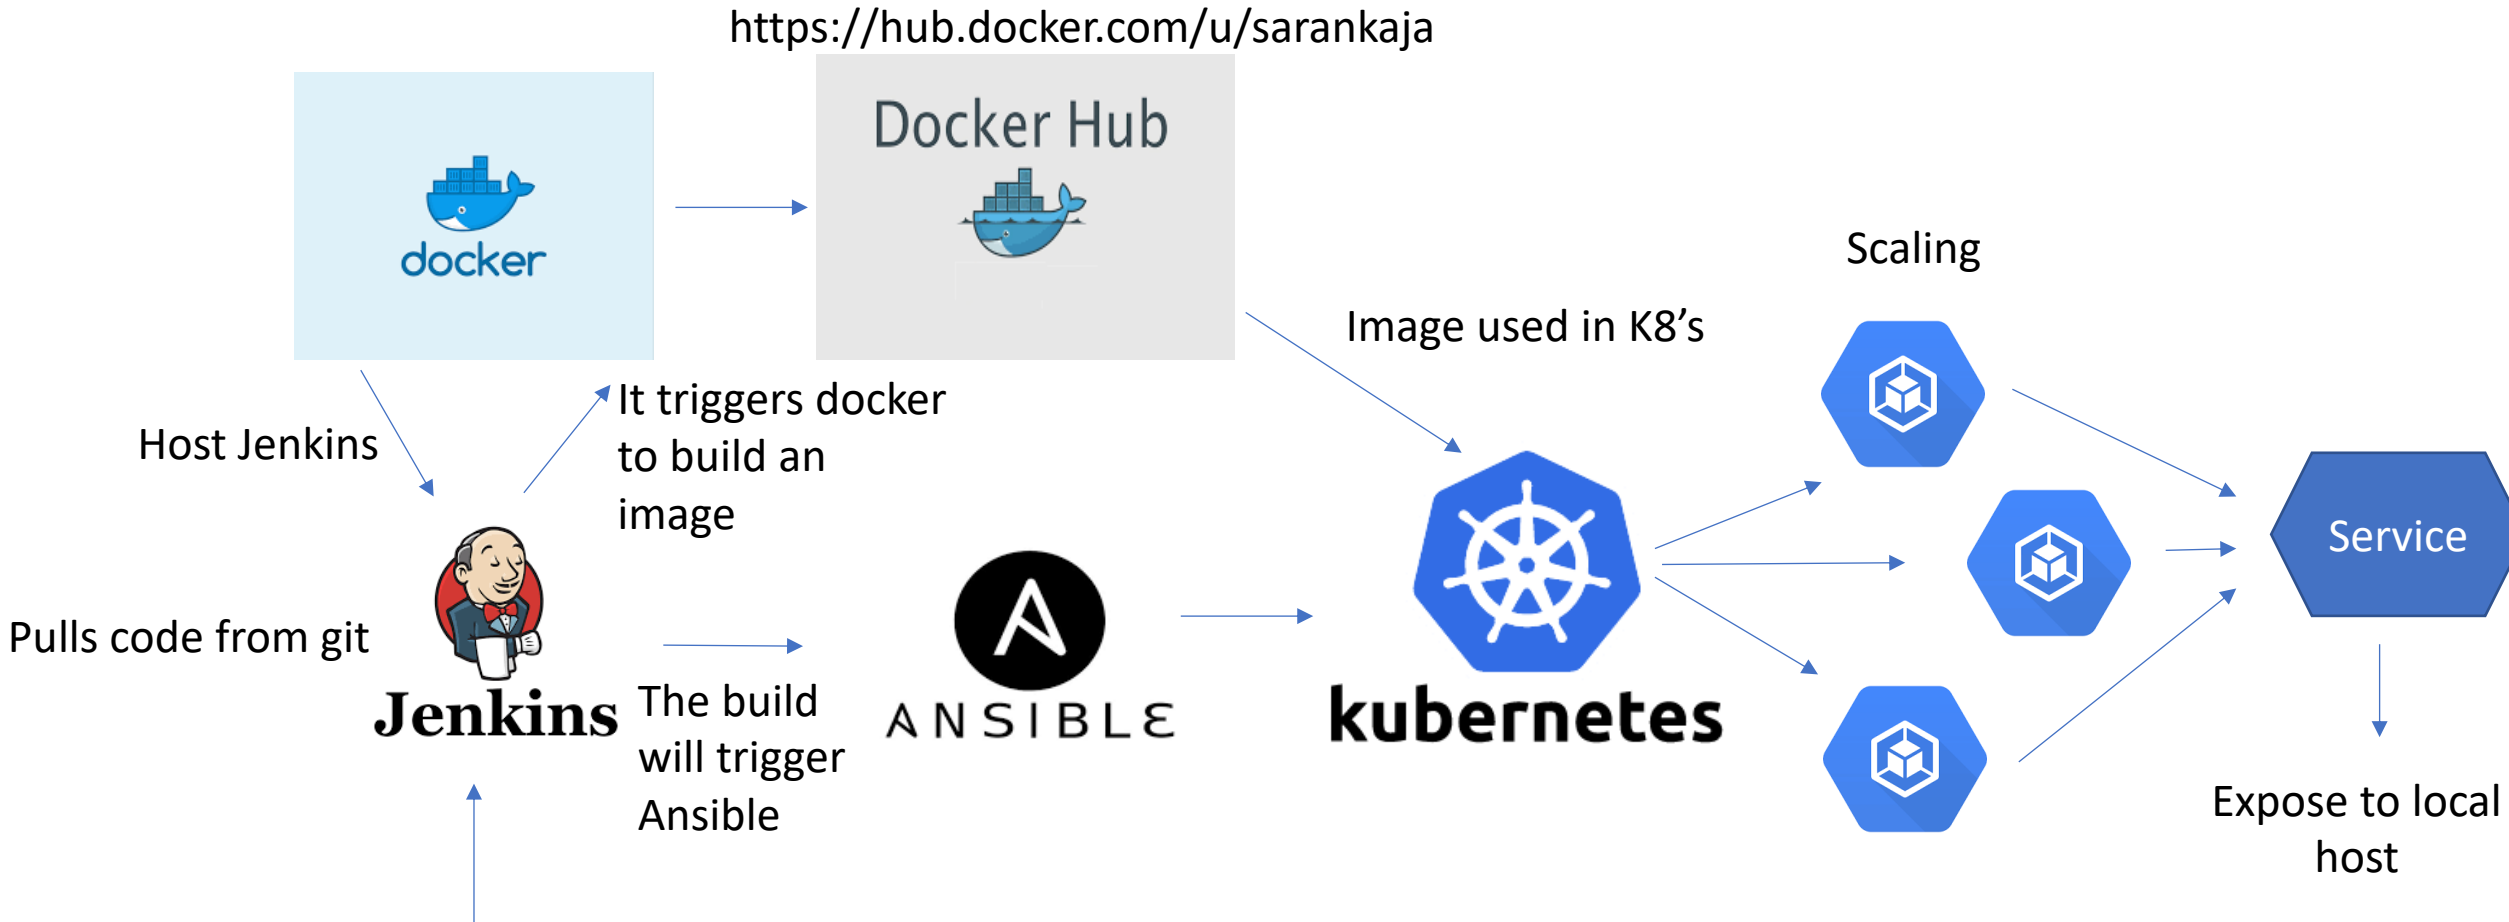 https://hub.docker.com/u/sarankaja
Docker Hub
docker
Scaling
Image used in K8’s
It triggers docker
to build an
image
Host Jenkins
Service
Pulls code from git
Jenkins
The build
will trigger
Ansible
ANSIBLE
kubernetes
Expose to local
host